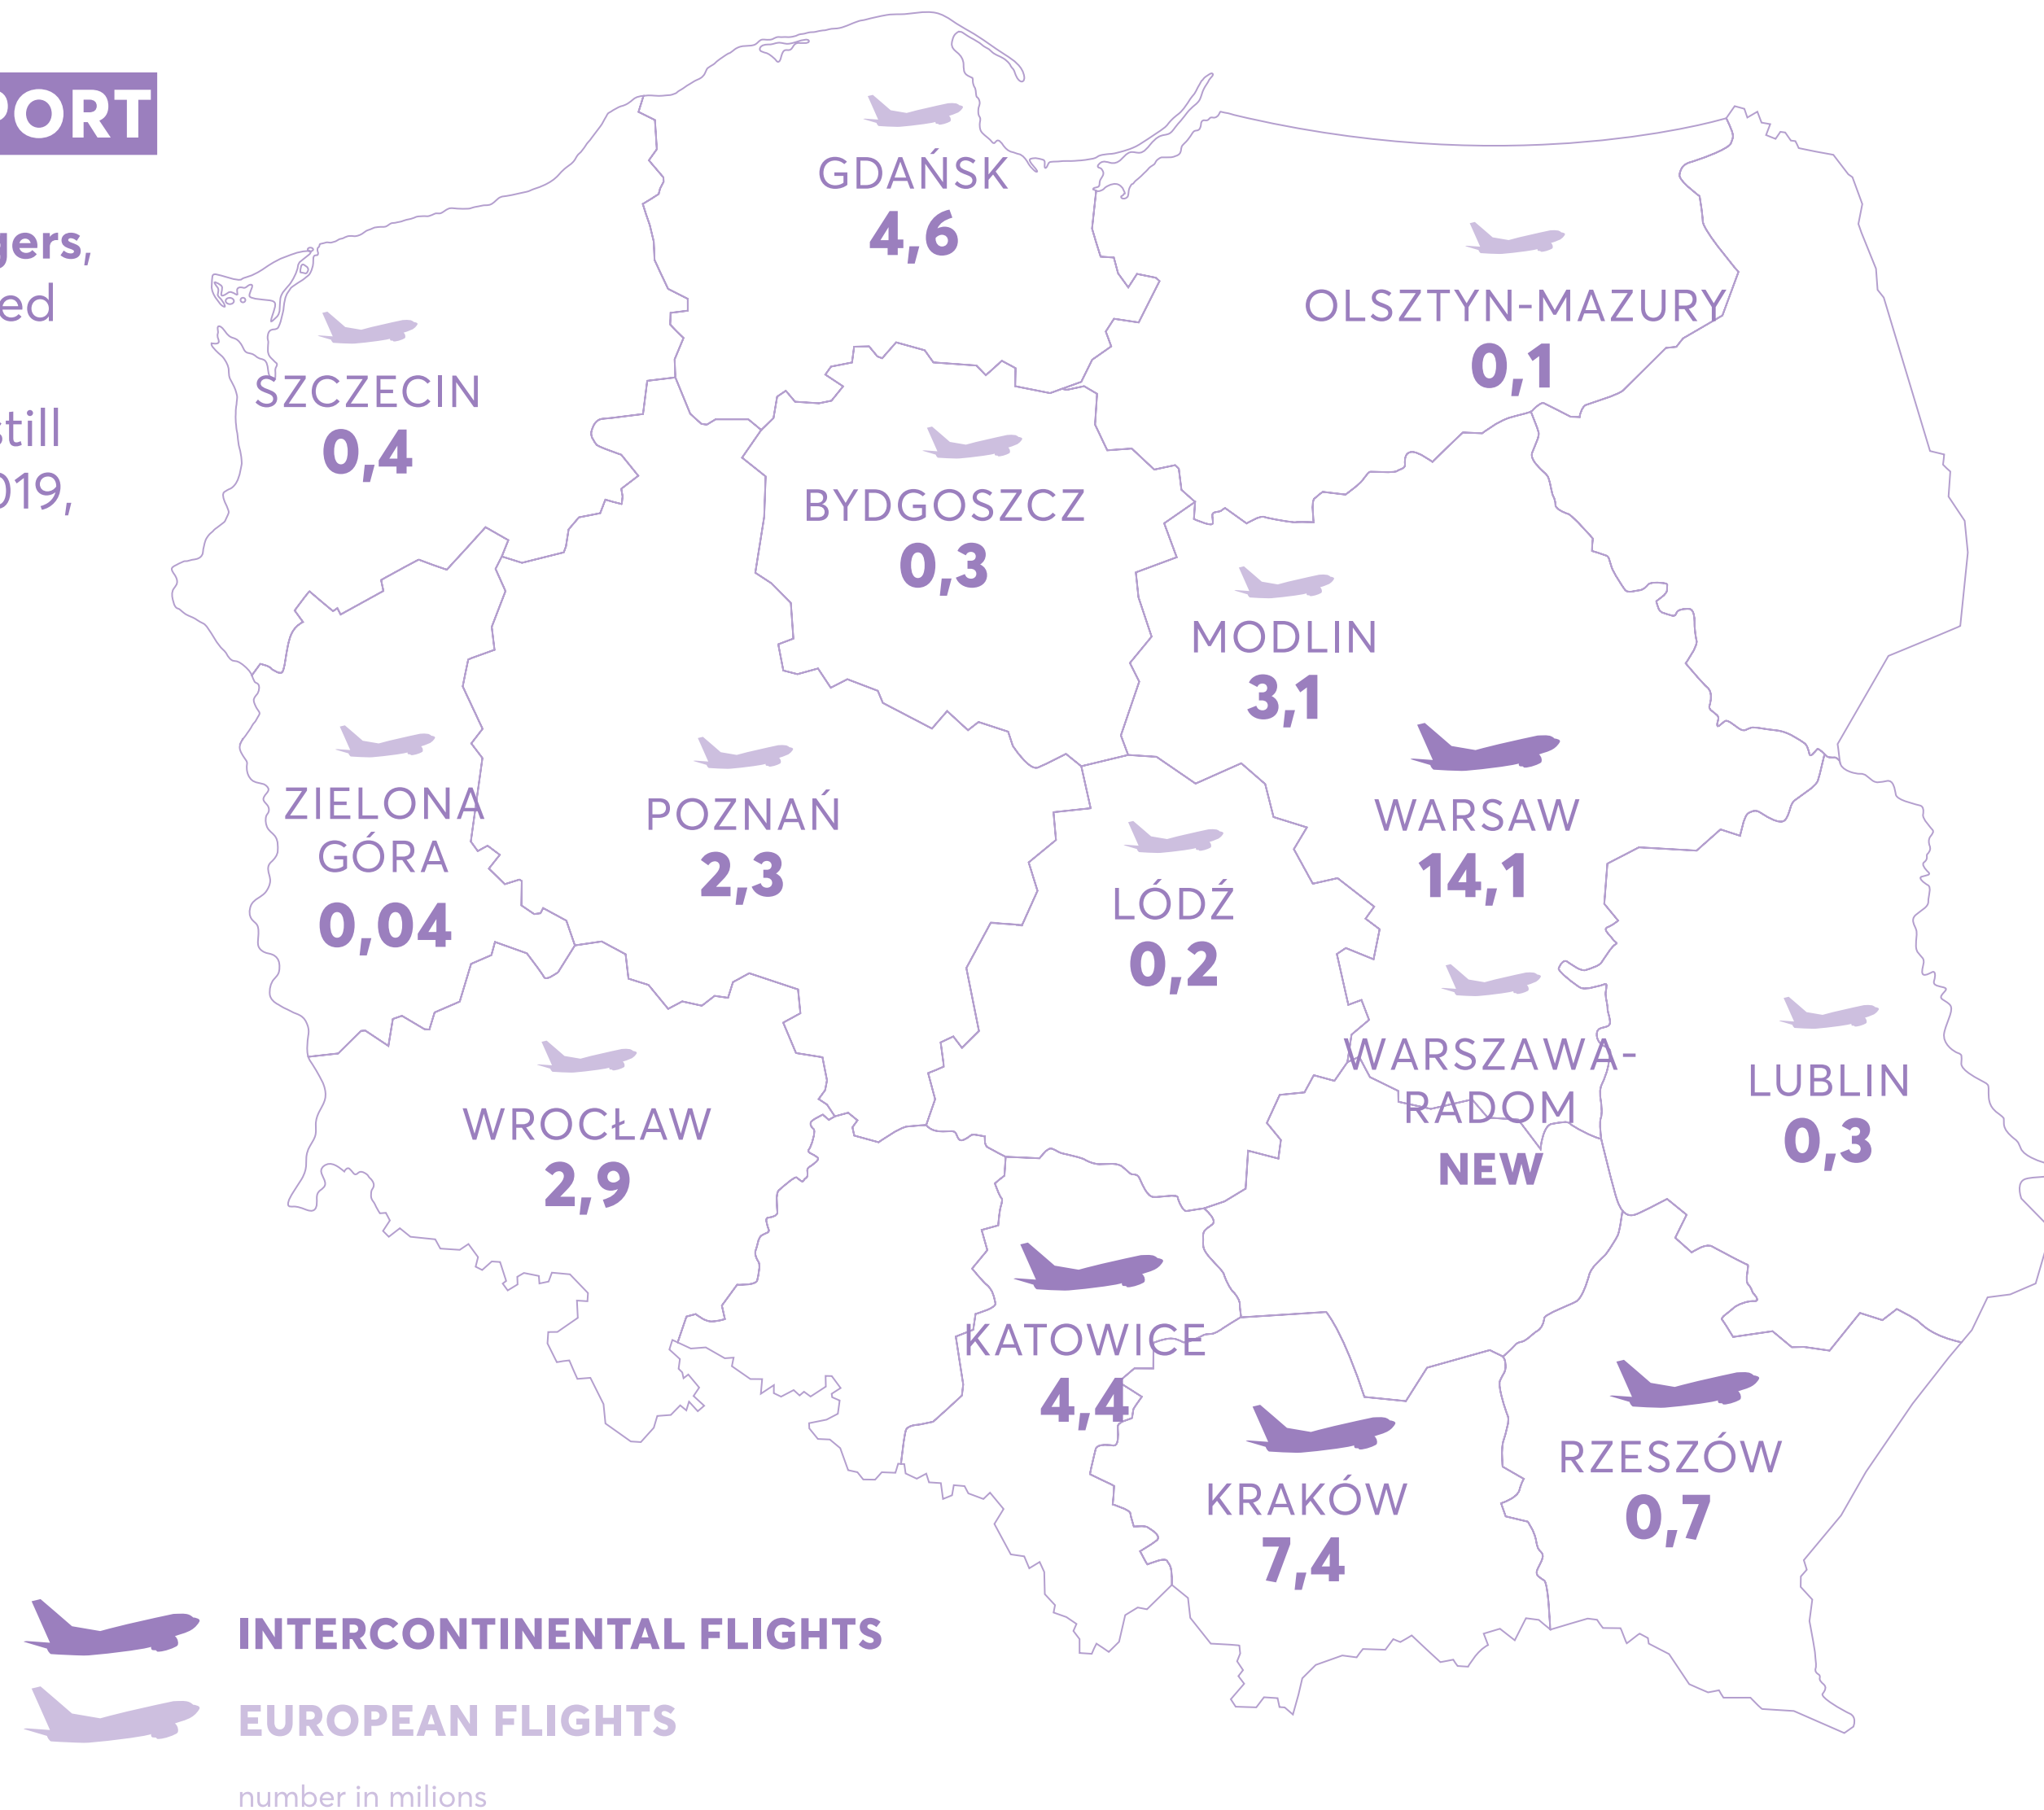 PORT
gers,
ed
still
019,
GDAŃSK
4,6
OLSZTYN-MAZURY
0,1
SZCZECIN
0,4
BYDGOSZCZ
0,3
MODLIN
3,1
ZIELONA
GÓRA
0,04
POZNAŃ
2,3
WARSAW
14,1
LÓDŹ
0,2
WARSZAWA-
RADOM
NEW
LUBLIN
0,3
WROCŁAW
2,9
KATOWICE
4,4
KRAKÓW
7,4
RZESZÓW
0,7
INTERCONTINENTAL FLIGHTS
EUROPEAN FLIGHTS
number in milions